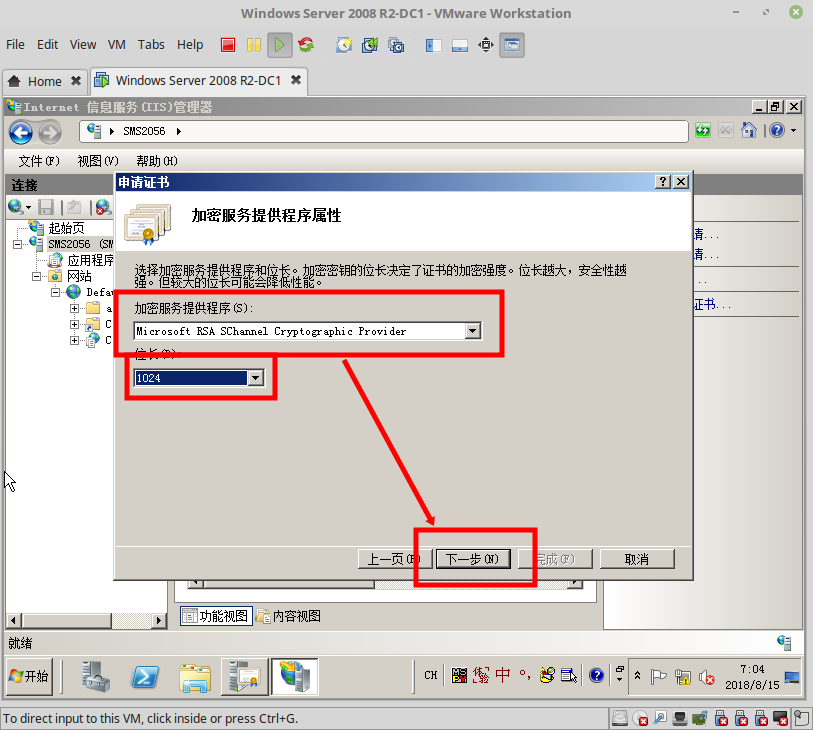 Windows Server 2008 R2-DC1 - VMware Workstation
File Edit View VM Tabs Help
Home
Windows Server 2008 R2-DC1
Internet 信息服务(IIS)管理器
SMS2056
文件(F) 视图(V) 帮助(H)
连接
起始页
SMS2056 (SM
应用程序
网站
Defau
a
C
C
申请证书
加密服务提供程序属性
选择加密服务提供程序和位长。加密密钥的位长决定了证书的加密强度。位长越大，安全性越
强。但较大的位长可能会降低性能。
加密服务提供程序(S):
Microsoft RSA SChannel Cryptographic Provider
位长(B):
1024
上一页(P)
下一步(N)
完成(F)
取消
请...
请...
...
证书...
功能视图
内容视图
就绪
开始
CH
中
7:04
2018/8/15
To direct input to this VM, click inside or press Ctrl+G.